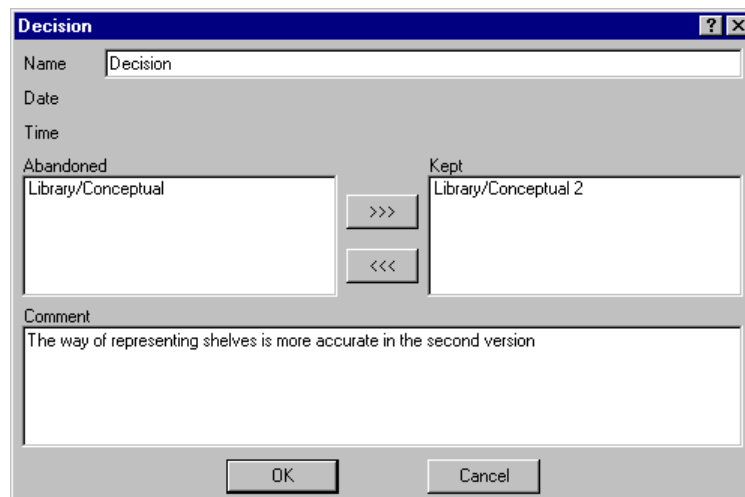 Decision
Name Decision
Date
Time
Abandoned Kept
Library/Conceptual Library/Conceptual 2
>>>
<<<
Comment
The way of representing shelves is more accurate in the second version
OK Cancel